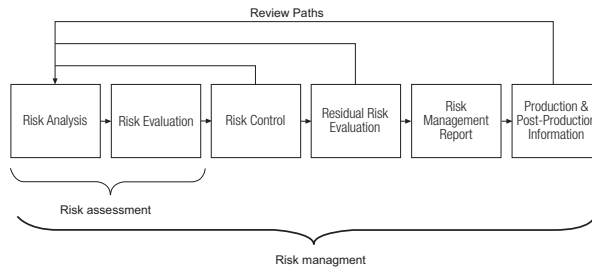 Review Paths
Risk Analysis
Risk Evaluation
Risk Control
Residual Risk
Evaluation
Risk
Management
Report
Production &
Post-Production
Information
Risk assessment
Risk managment